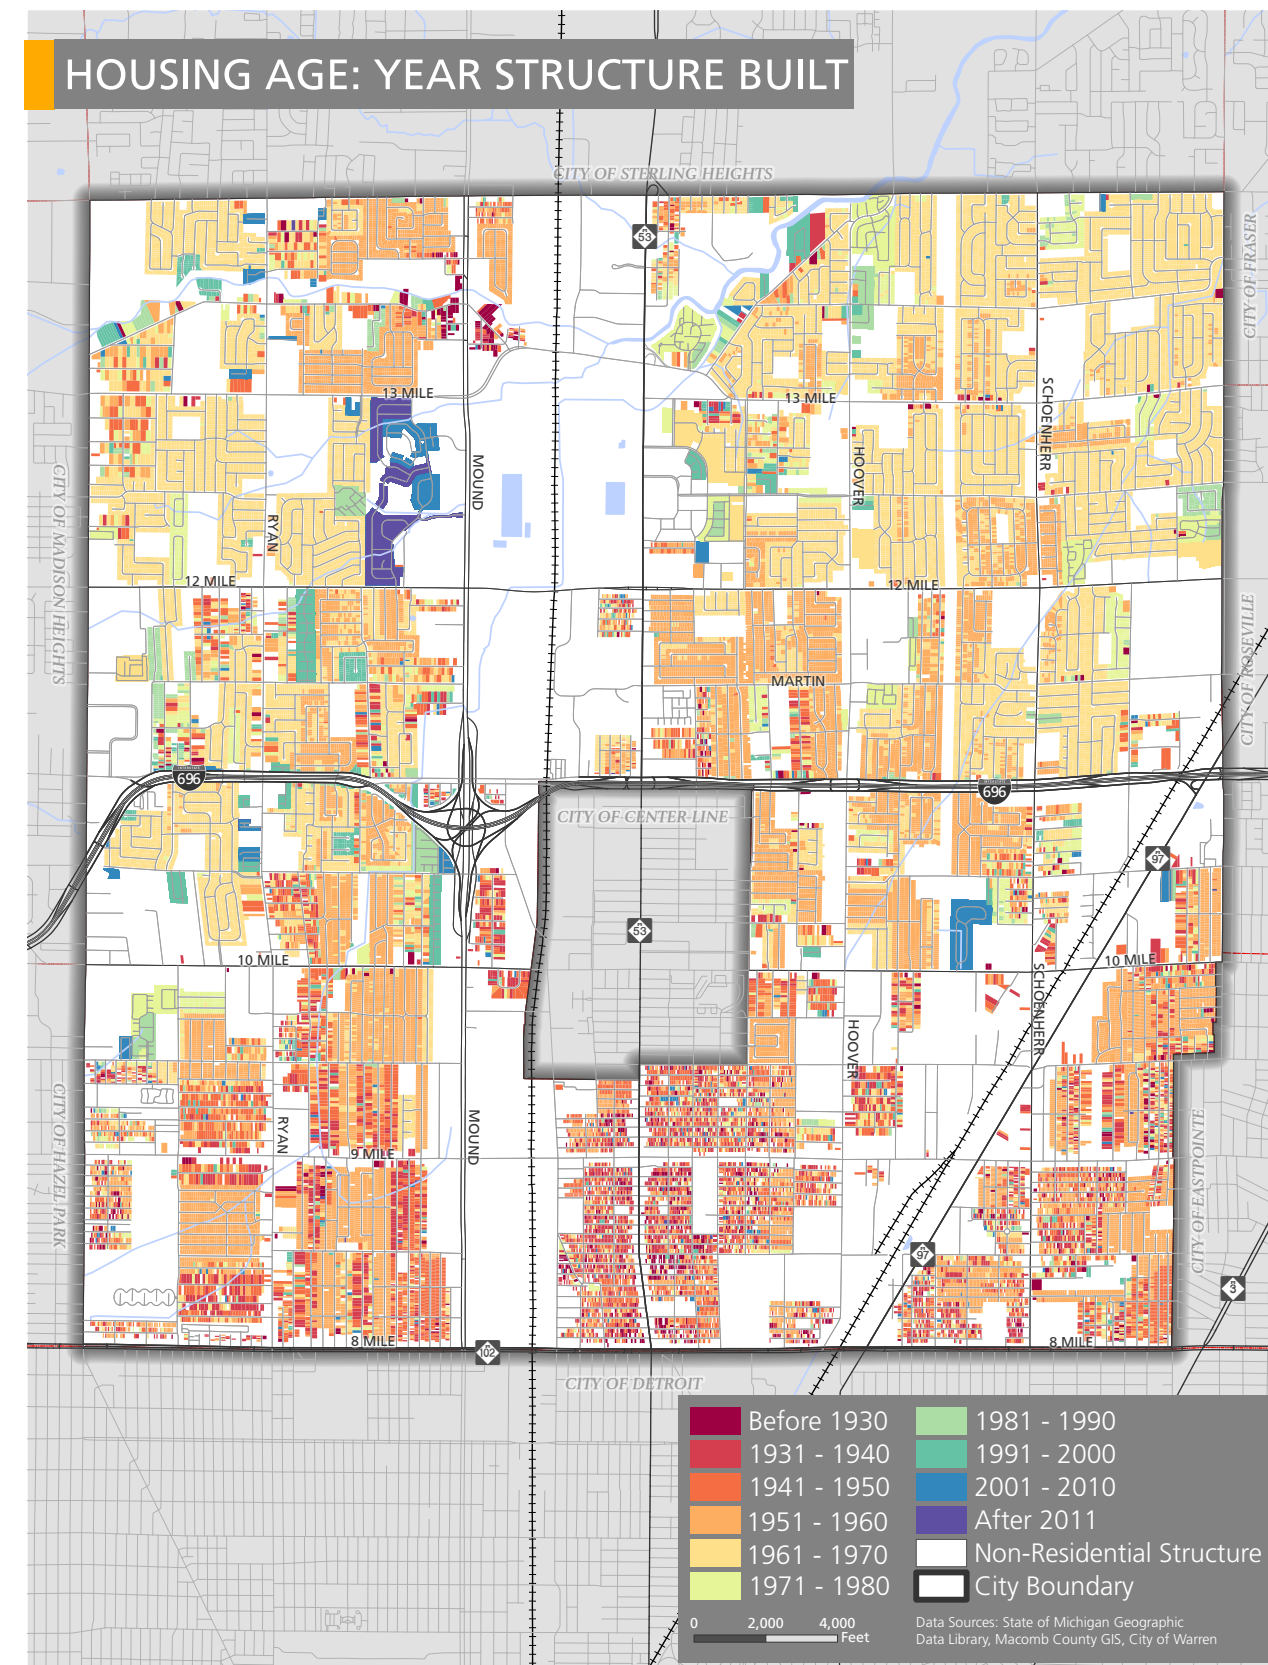 HOUSING AGE: YEAR STRUCTURE BUILT
CITY OF STERLING HEIGHTS
53
CITY OF FRASER
13 MILE
13 MILE
SCHOENHERR
MOUND
HOOVER
CITY OF MADISON HEIGHTS
RYAN
12 MILE
12 MILE
CITY OF ROSEVILLE
MARTIN
696
696
CITY OF CENTER LINE
97
53
10 MILE
10 MILE
SCHOENHERR
HOOVER
CITY OF HAZEL PARK
RYAN
MOUND
9 MILE
CITY OF EASTPOINTE
97
3
8 MILE
8 MILE
102
CITY OF DETROIT
Before 1930
1931 - 1940
1941 - 1950
1951 - 1960
1961 - 1970
1971 - 1980
1981 - 1990
1991 - 2000
2001 - 2010
After 2011
Non-Residential Structure
City Boundary
0 2,000 4,000
Feet
Data Sources: State of Michigan Geographic
Data Library, Macomb County GIS, City of Warren